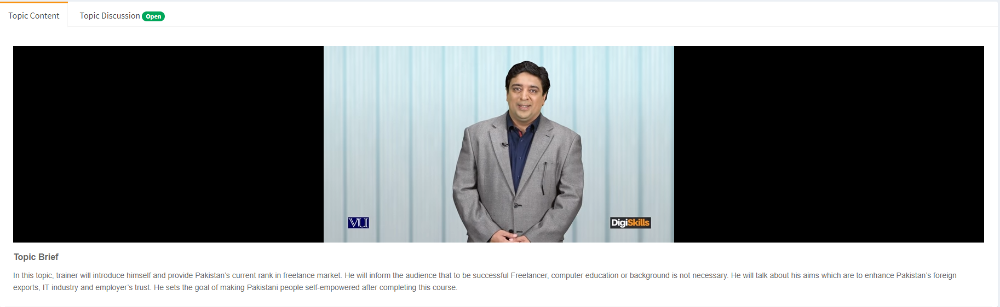 Topic Content
Topic Discussion Open
VU
DigiSkills
Topic Brief
In this topic, trainer will introduce himself and provide Pakistan’s current rank in freelance market. He will inform the audience that to be successful Freelancer, computer education or background is not necessary. He will talk about his aims which are to enhance Pakistan’s foreign
exports, IT industry and employer’s trust. He sets the goal of making Pakistani people self-empowered after completing this course.